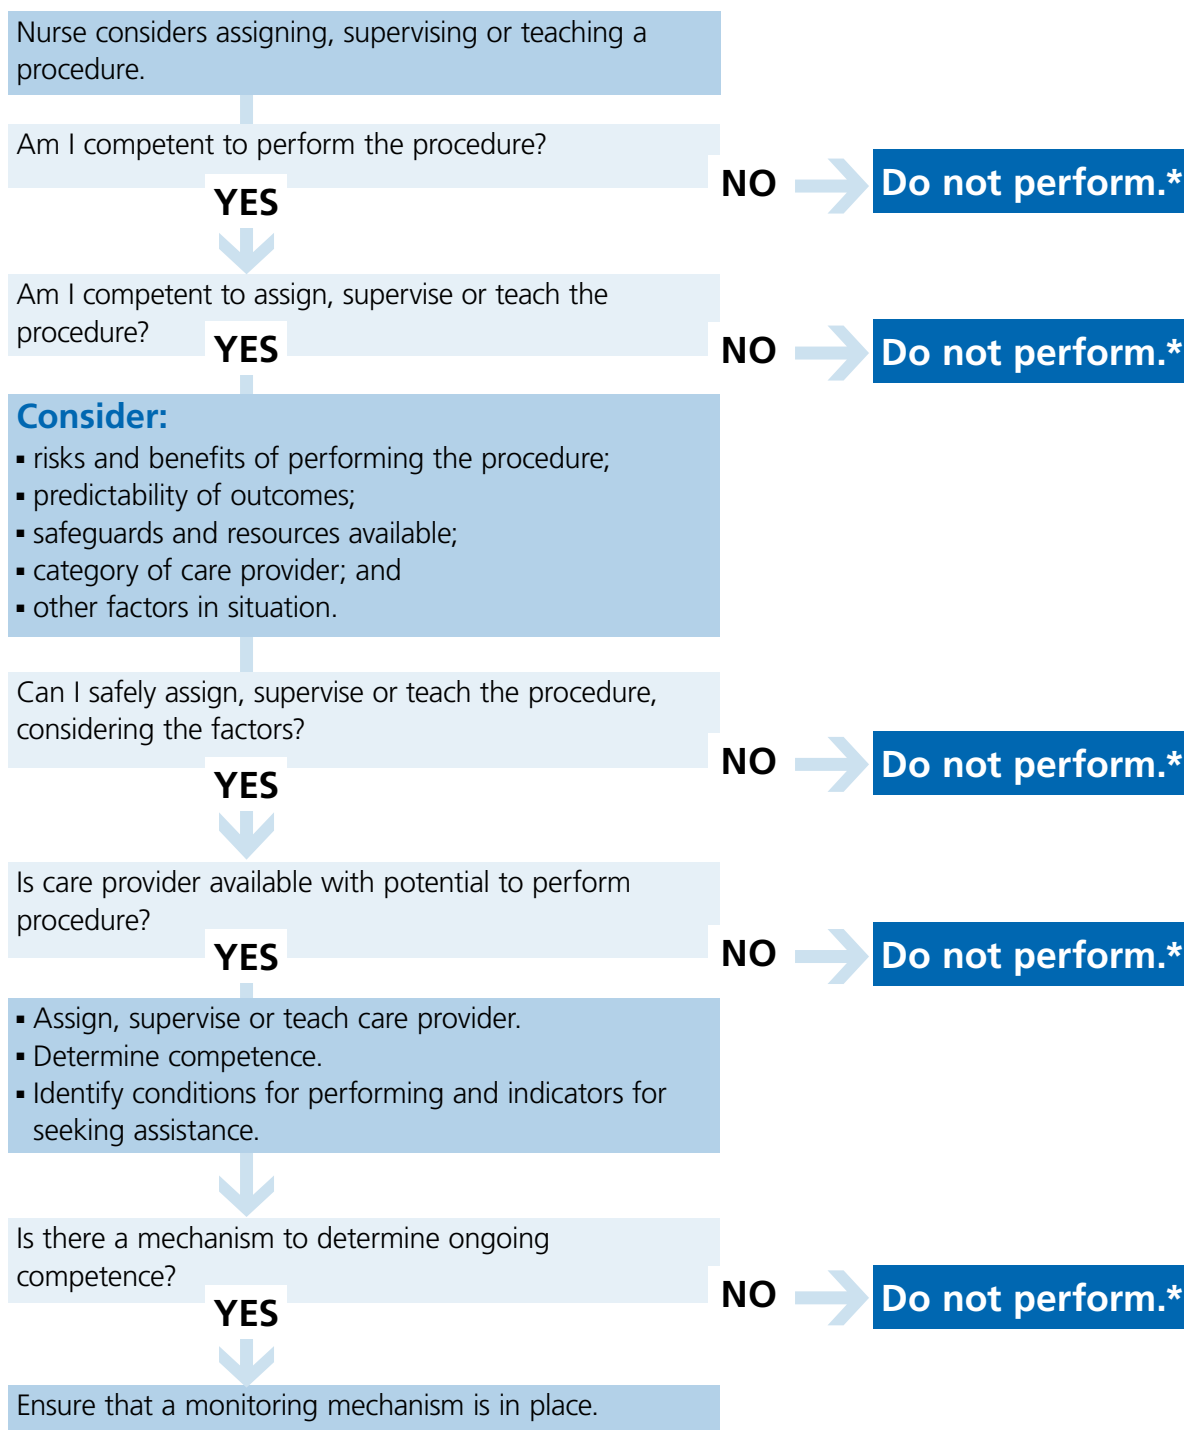 Nurse considers assigning, supervising or teaching a
procedure.
Am I competent to perform the procedure?
YES
NO
Do not perform.*
Am I competent to assign, supervise or teach the
procedure?
YES
NO
Do not perform.*
Consider:
▪ risks and benefits of performing the procedure;
▪ predictability of outcomes;
▪ safeguards and resources available;
▪ category of care provider; and
▪ other factors in situation.
Can I safely assign, supervise or teach the procedure,
considering the factors?
YES
NO
Do not perform.*
Is care provider available with potential to perform
procedure?
YES
NO
Do not perform.*
▪ Assign, supervise or teach care provider.
▪ Determine competence.
▪ Identify conditions for performing and indicators for
seeking assistance.
Is there a mechanism to determine ongoing
competence?
YES
NO
Do not perform.*
Ensure that a monitoring mechanism is in place.